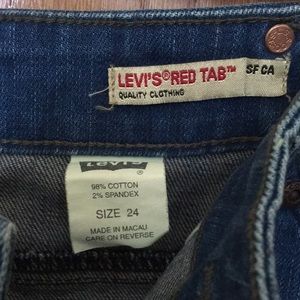 LEVI'S® RED TAB™ SF CA
QUALITY CLOTHING
LEVI'S®
98% COTTON
2% SPANDEX
SIZE 24
MADE IN MACAU
CARE ON REVERSE